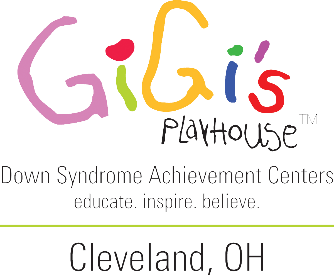 GiGi's
PLAYHOUSE™
Down Syndrome Achievement Centers
educate. inspire. believe.
Cleveland, OH